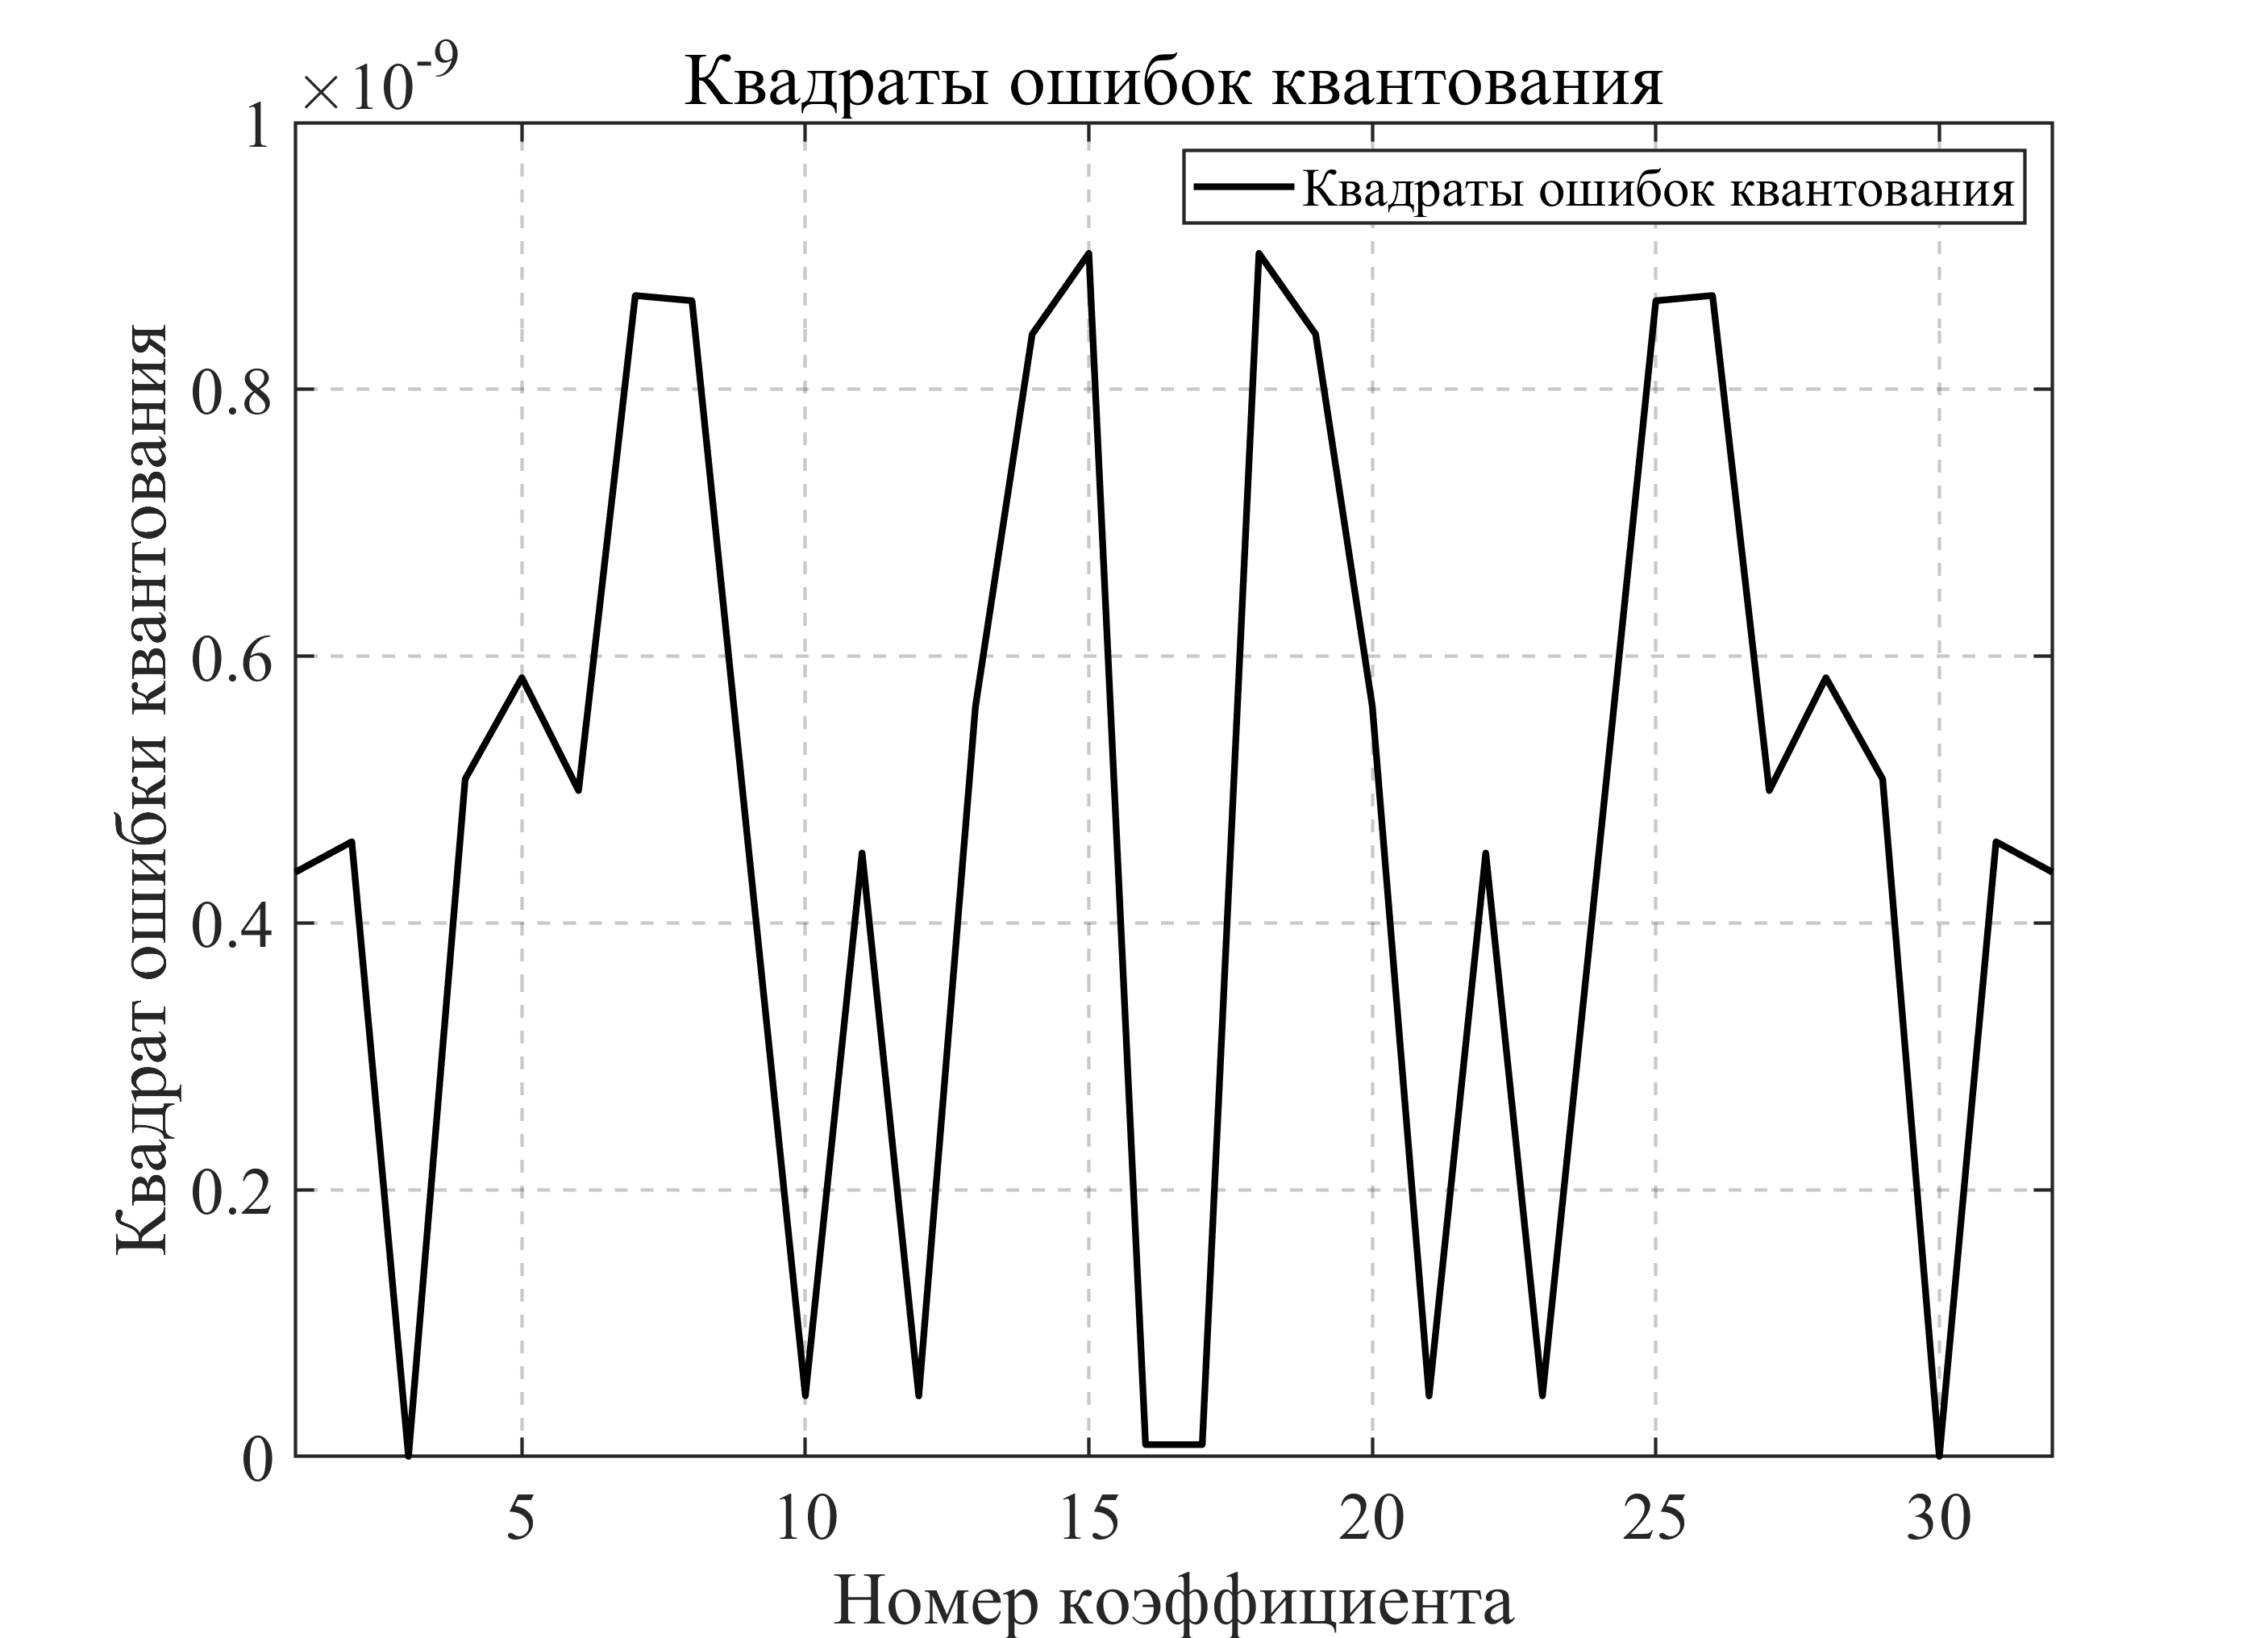 ×10-9
Квадраты ошибок квантования
1
Квадраты ошибок квантования
0.8
0.6
0.4
0.2
0
Квадрат ошибки квантования
5 10 15 20 25 30
Номер коэффициента